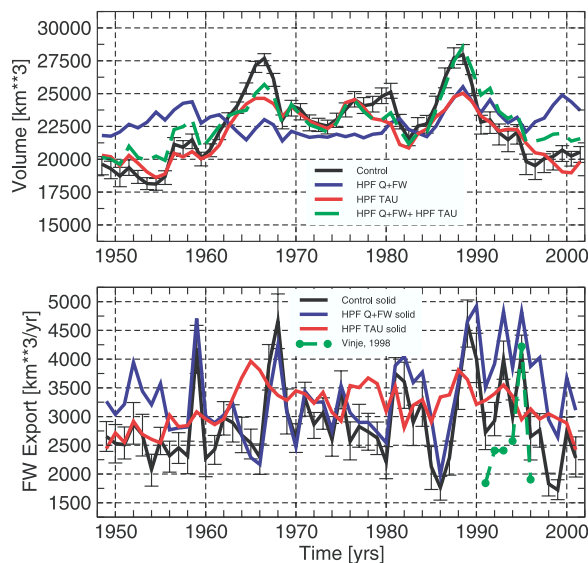 30000
27500
25000
22500
20000
17500
15000
Volume [km**3]
Control
HPF Q+FW
HPF TAU
HPF Q+FW+ HPF TAU
1950 1960 1970 1980 1990 2000
5000
4500
4000
3500
3000
2500
2000
1500
FW Export [km**3/yr]
Control solid
HPF Q+FW solid
HPF TAU solid
Vinje, 1998
1950 1960 1970 1980 1990 2000
Time [yrs]